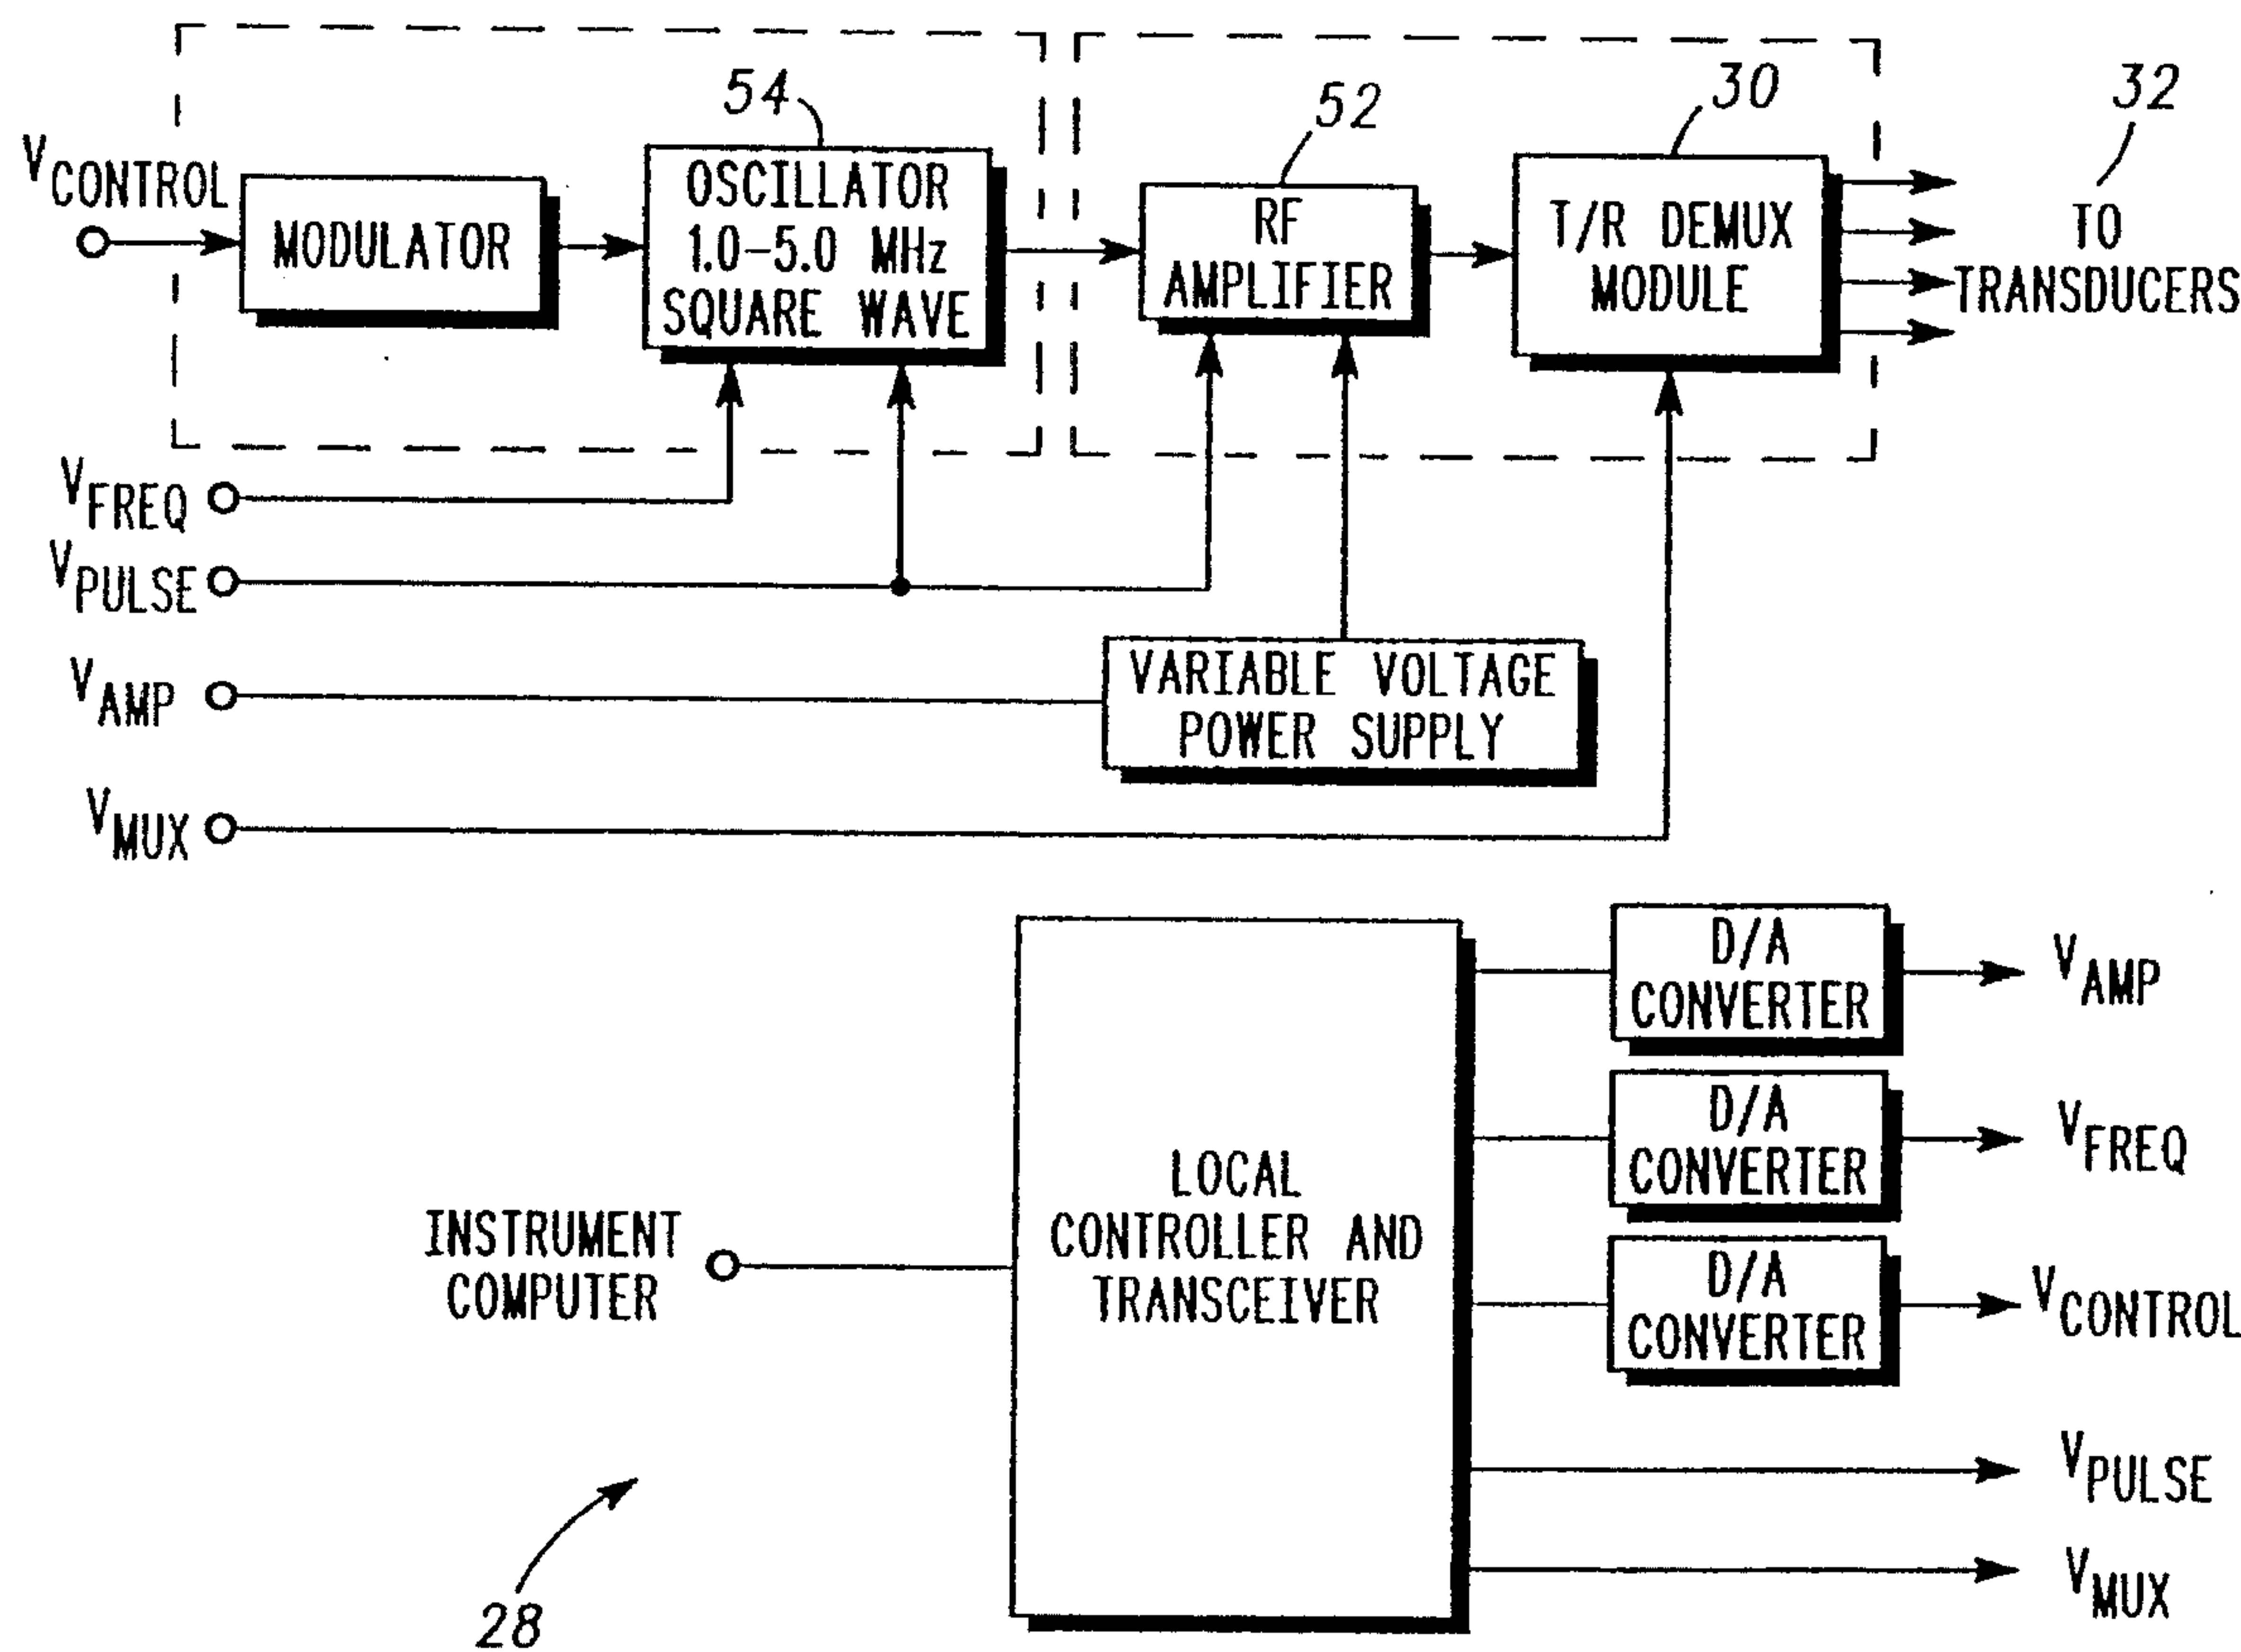 54
52
30
32
VCONTROL
MODULATOR
OSCILLATOR
1.0-5.0 MHz
SQUARE WAVE
RF
AMPLIFIER
T/R DEMUX
MODULE
TO
TRANSDUCERS
VFREQ
VPULSE
VAMP
VARIABLE VOLTAGE
POWER SUPPLY
VMUX
INSTRUMENT
COMPUTER
LOCAL
CONTROLLER AND
TRANSCEIVER
D/A
CONVERTER
VAMP
D/A
CONVERTER
VFREQ
D/A
CONVERTER
VCONTROL
VPULSE
VMUX
28